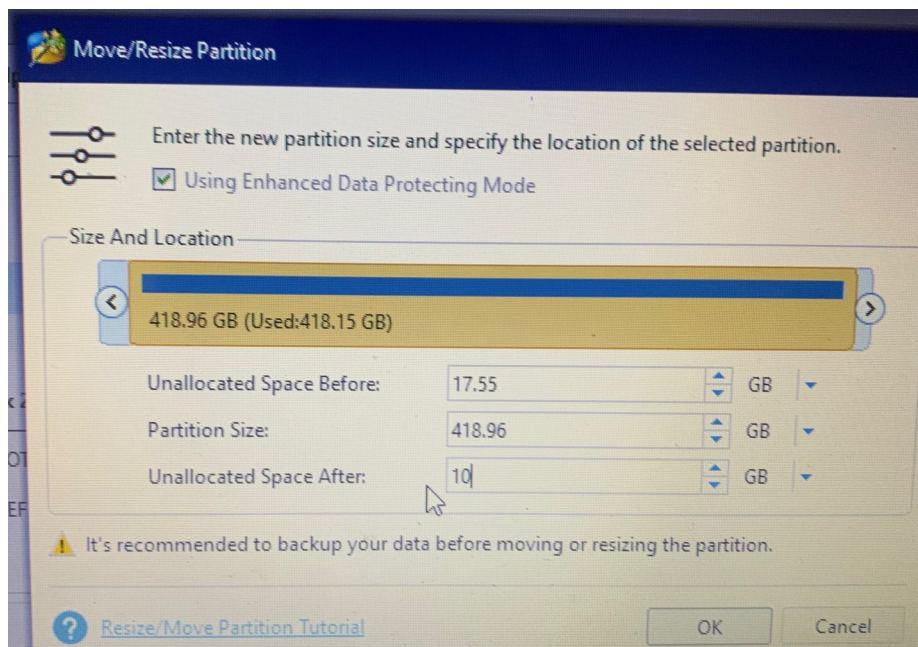 Move/Resize Partition
Enter the new partition size and specify the location of the selected partition.
Using Enhanced Data Protecting Mode
Size And Location
418.96 GB (Used:418.15 GB)
Unallocated Space Before: 17.55 GB
Partition Size: 418.96 GB
Unallocated Space After: 10 GB
It's recommended to backup your data before moving or resizing the partition.
? Resize/Move Partition Tutorial OK Cancel